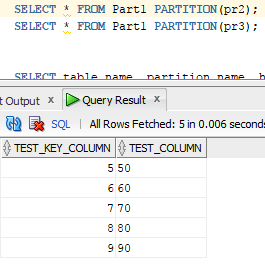 SELECT * FROM Part1 PARTITION(pr2);
SELECT * FROM Part1 PARTITION(pr3);
SELECT table_name, partition_name, h
t Output x Query Result x
SQL | All Rows Fetched: 5 in 0.006 seconds
TEST_KEY_COLUMN TEST_COLUMN
5 50
6 60
7 70
8 80
9 90